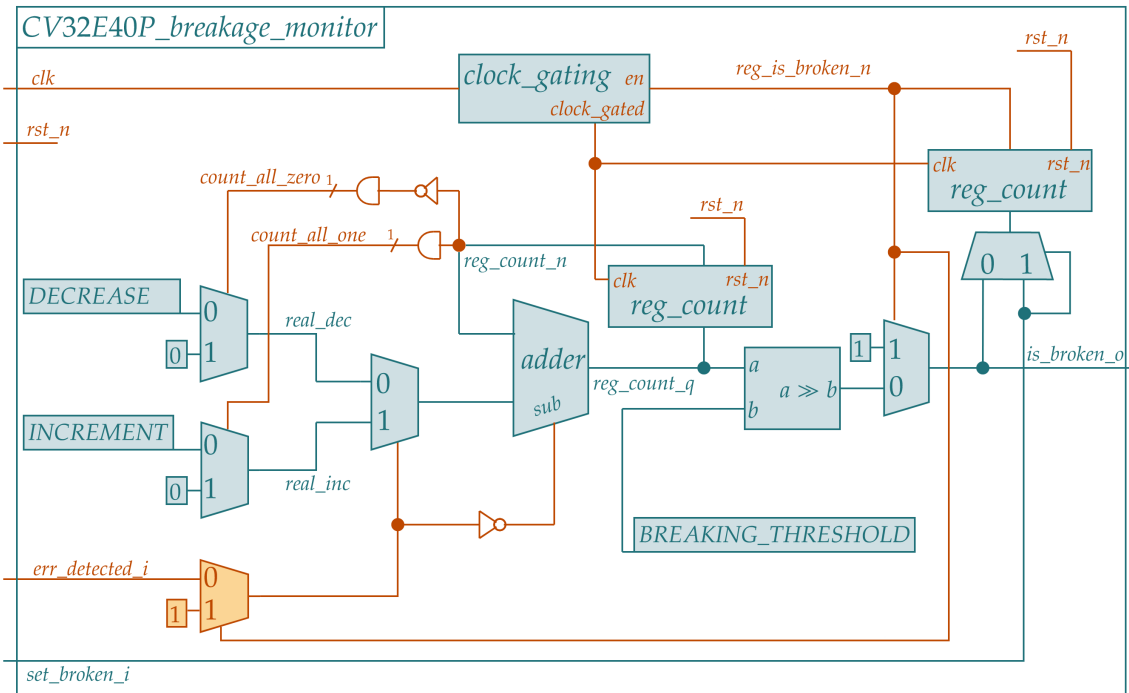 CV32E40P_breakage_monitor
rst_n
clk
clock_gating
en
clock_gated
reg_is_broken_n
rst_n
clk
rst_n
reg_count
count_all_zero
1
rst_n
count_all_one
1
reg_count_n
clk
rst_n
reg_count
0
1
DECREASE
0
0
1
real_dec
adder
sub
reg_count_q
a
b
a ≫ b
1
1
0
is_broken_o
0
1
INCREMENT
0
0
1
real_inc
BREAKING_THRESHOLD
err_detected_i
0
1
1
set_broken_i